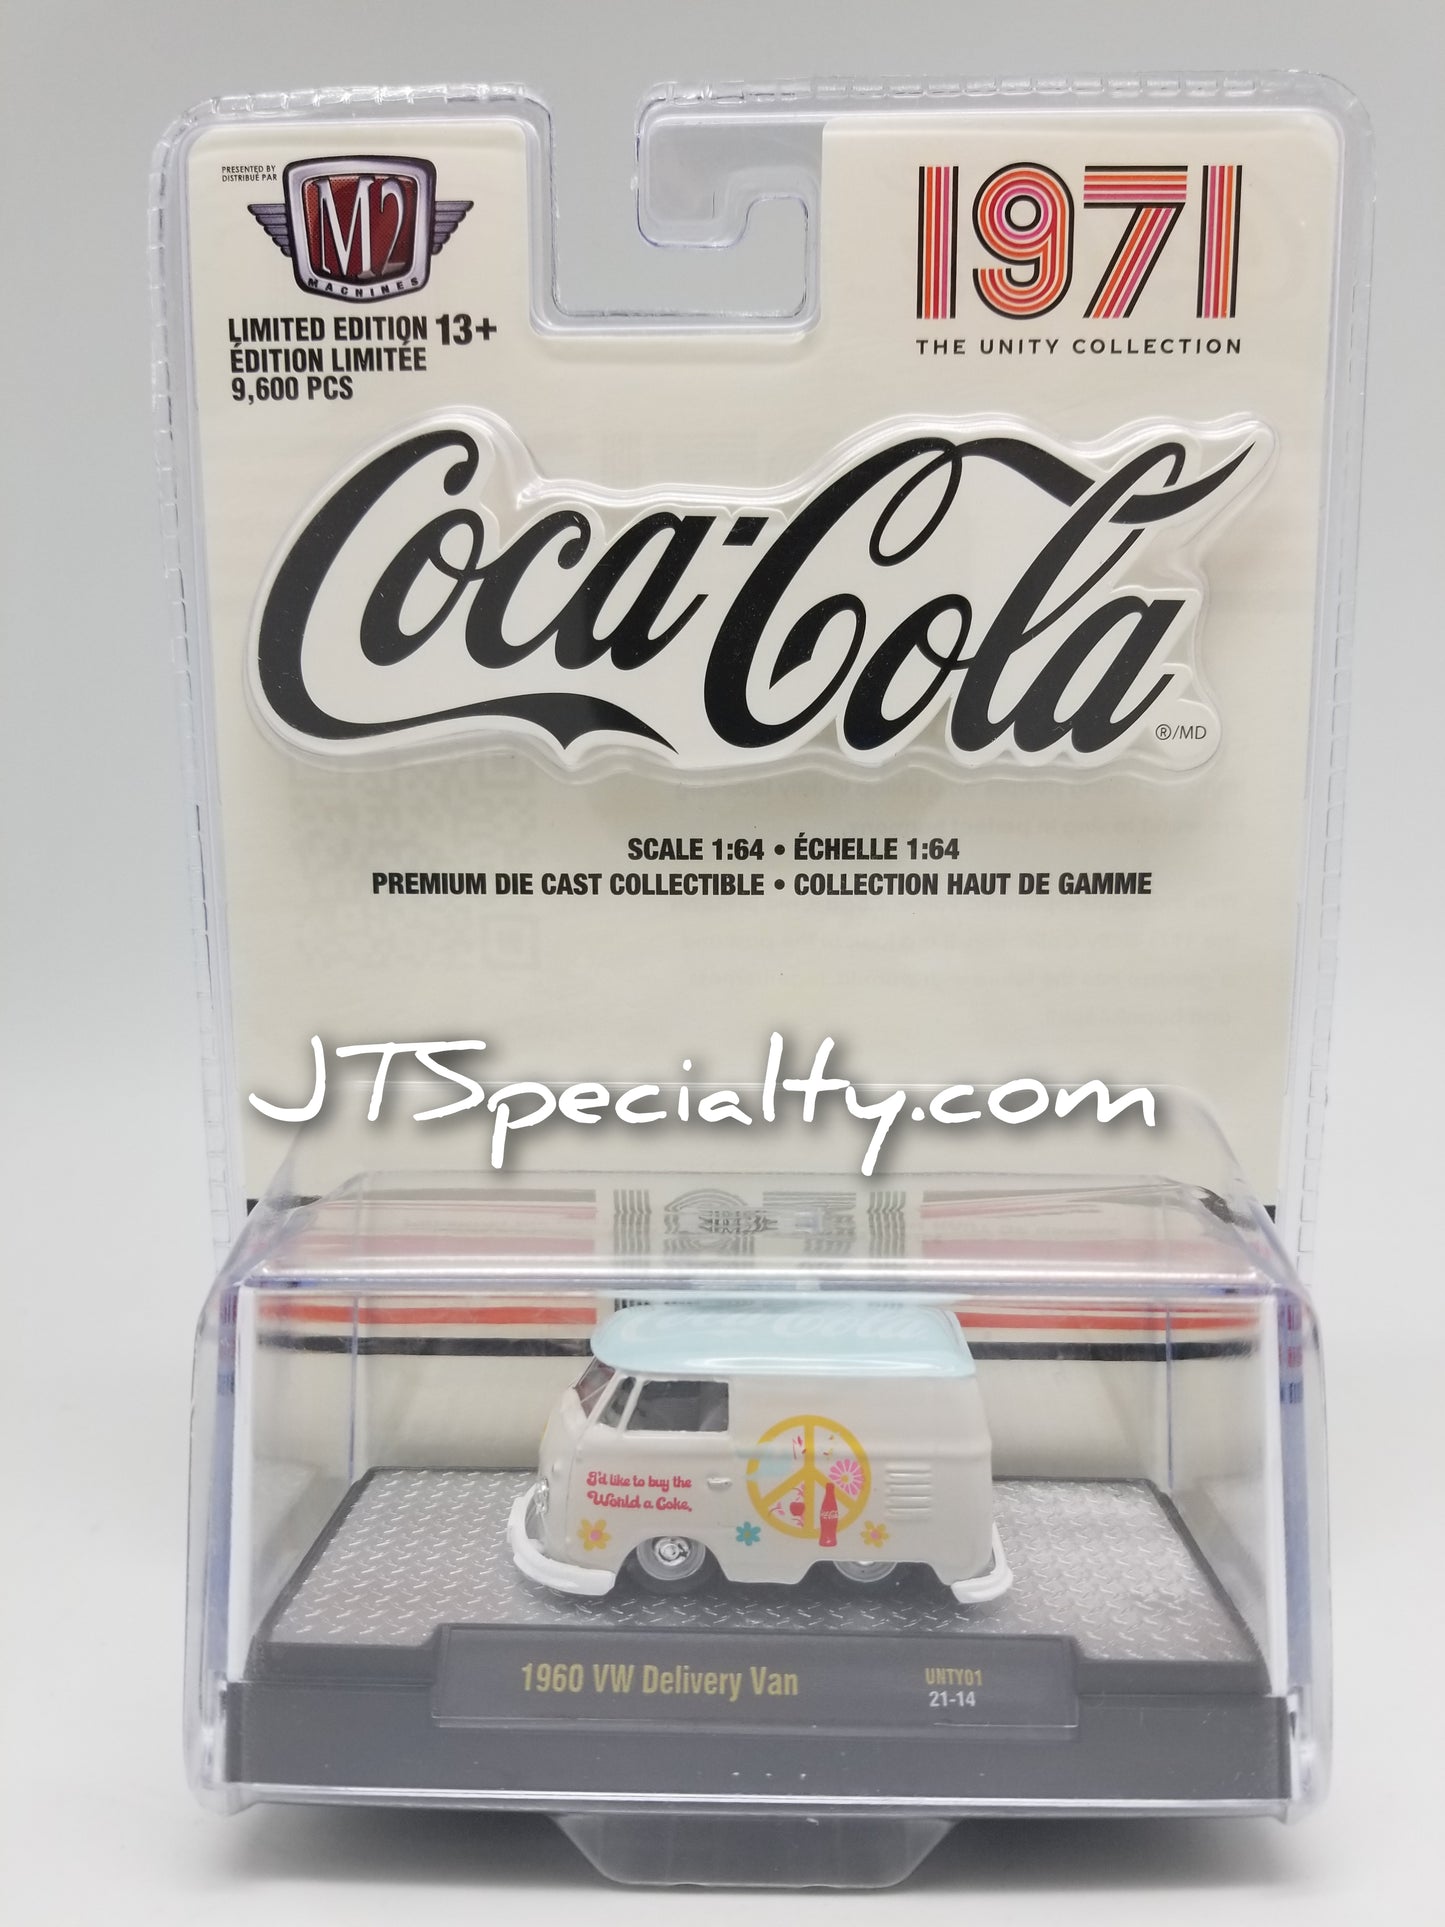 PRESENTED BY
DISTRIBUÉ PAR
M2
MACHINES
LIMITED EDITION 13+
ÉDITION LIMITÉE
9,600 PCS
1971
THE UNITY COLLECTION
Coca-Cola
®/MD
SCALE 1:64 • ÉCHELLE 1:64
PREMIUM DIE CAST COLLECTIBLE • COLLECTION HAUT DE GAMME
JTSpecialty.com
Coca-Cola
I'd like to buy the
World a Coke.
1960 VW Delivery Van
UNTY01
21-14